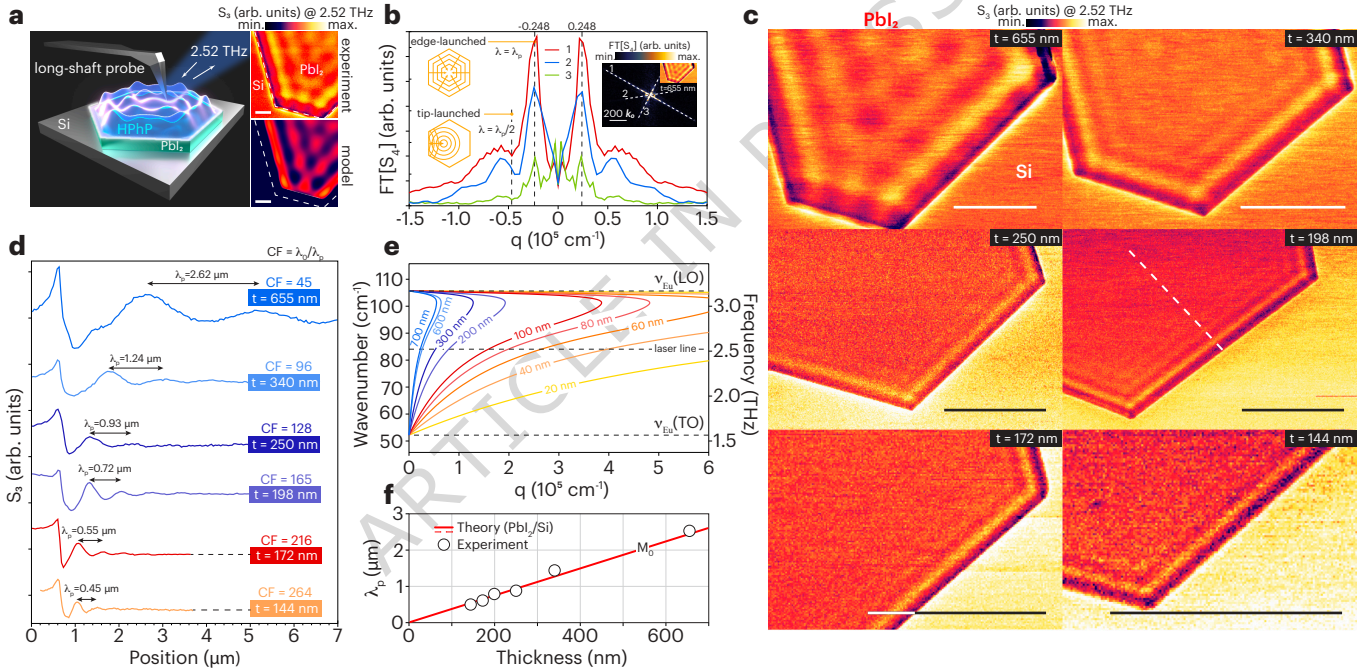 a
S₃ (arb. units) @ 2.52 THz
min. max.
2.52 THz
long-shaft probe
Si
HPhP
PbI₂
Si
PbI₂
experiment
model
b
-0.248 0.248
edge-launched
λ = λₚ
1
2
3
tip-launched
λ = λₚ/2
FT[S₄] (arb. units)
min. max.
1
2
3
t=655 nm
200 kₒ
FT[S₄] (arb. units)
-1.5 -1.0 -0.5 0 0.5 1.0 1.5
q (10⁵ cm⁻¹)
c
PbI₂
S₃ (arb. units) @ 2.52 THz
min. max.
t = 655 nm
Si
t = 340 nm
t = 250 nm
t = 198 nm
t = 172 nm
t = 144 nm
d
CF = λ₀/λₚ
λₚ=2.62 µm
CF = 45
t = 655 nm
λₚ=1.24 µm
CF = 96
t = 340 nm
λₚ=0.93 µm
CF = 128
t = 250 nm
λₚ=0.72 µm
CF = 165
t = 198 nm
λₚ=0.55 µm
CF = 216
t = 172 nm
λₚ=0.45 µm
CF = 264
t = 144 nm
S₃ (arb. units)
0 1 2 3 4 5 6 7
Position (µm)
e
110
100
90
80
70
60
50
Wavenumber (cm⁻¹)
ν_Eu(LO)
700 nm
600 nm
300 nm
200 nm
100 nm
80 nm
60 nm
laser line
40 nm
20 nm
ν_Eu(TO)
3.0
2.5
2.0
1.5
Frequency (THz)
0 1 2 3 4 5 6
q (10⁵ cm⁻¹)
f
3
2
1
0
λₚ (µm)
Theory (PbI₂/Si)
Experiment
M₀
0 200 400 600
Thickness (nm)
ARTICLE IN